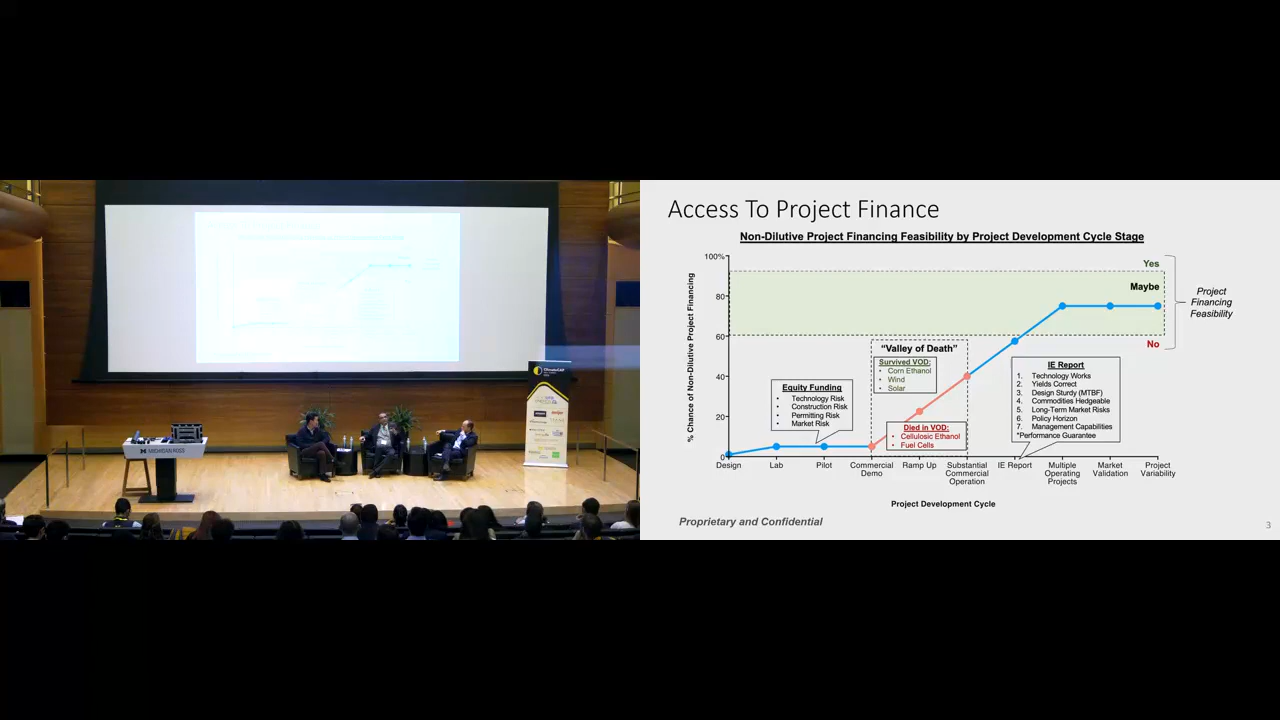 MICHIGAN ROSS
ClimateCAP
Access To Project Finance
Non-Dilutive Project Financing Feasibility by Project Development Cycle Stage
% Chance of Non-Dilutive Project Financing
100%
80
60
40
20
0
Yes
Maybe
No
Project
Financing
Feasibility
“Valley of Death”
Survived VOD:
• Corn Ethanol
• Wind
• Solar
Died in VOD:
• Cellulosic Ethanol
• Fuel Cells
Equity Funding
• Technology Risk
• Construction Risk
• Permitting Risk
• Market Risk
IE Report
1. Technology Works
2. Yields Correct
3. Design Sturdy (MTBF)
4. Commodities Hedgeable
5. Long-Term Market Risks
6. Policy Horizon
7. Management Capabilities
*Performance Guarantee
Design
Lab
Pilot
Commercial
Demo
Ramp Up
Substantial
Commercial
Operation
IE Report
Multiple
Operating
Projects
Market
Validation
Project
Variability
Project Development Cycle
Proprietary and Confidential
3